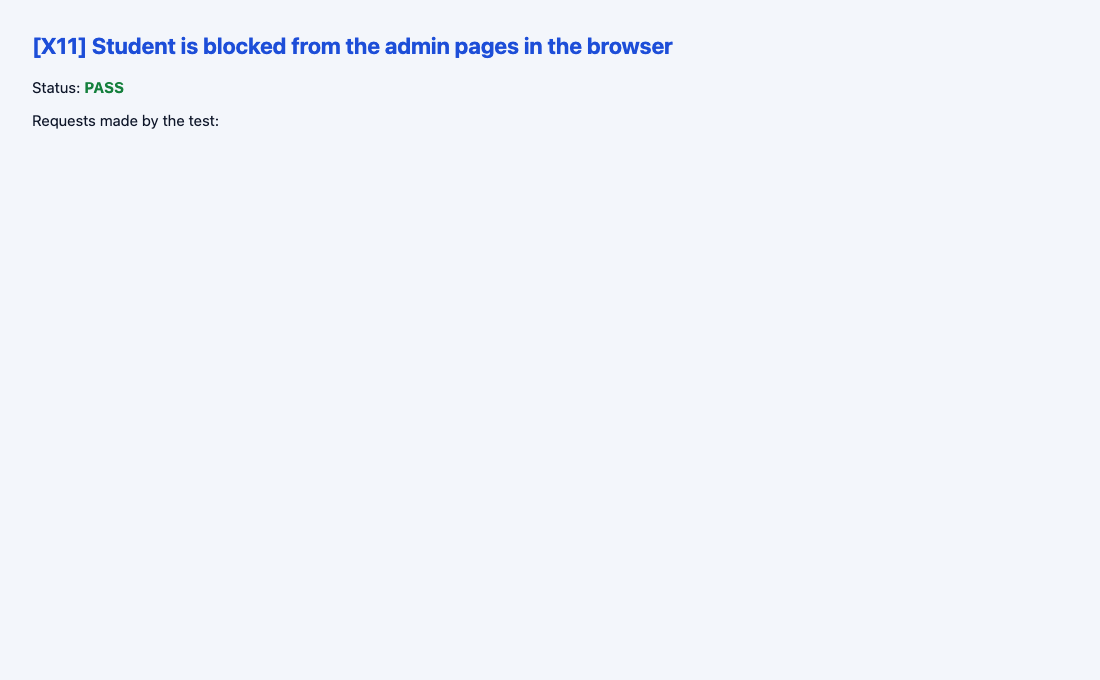 [X11] Student is blocked from the admin pages in the browser
Status: PASS
Requests made by the test: